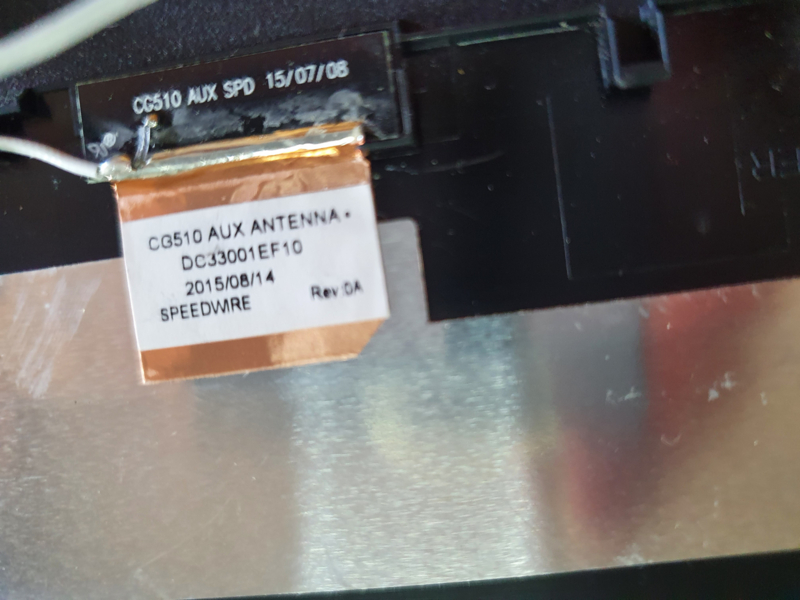 CG510 AUX SPD 15/07/08
CG510 AUX ANTENNA
DC33001EF10
2015/08/14
SPEEDWIRE Rev:0A